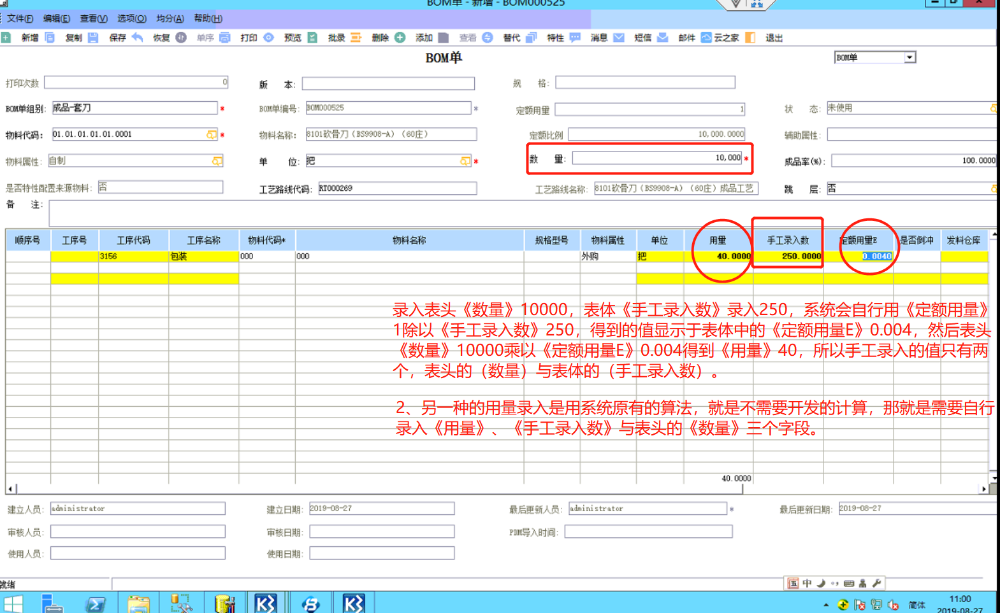 BOM单 - 新增 - BOM000525
文件(F) 编辑(E) 查看(V) 选项(O) 均分(A) 帮助(H)
新增 复制 保存 恢复 单序 打印 预览 批录 删除 添加 查看 替代 特性 消息 短信 邮件 云之家 退出
BOM单 BOM单
打印次数 0 版 本: 规 格:
BOM单组别: 成品-套刀 * BOM单编号: BOM000525 * 定额用量 1 状 态: 未使用
物料代码: 01.01.01.01.01.0001 * 物料名称: 8101砍骨刀（BS9908-A）（60庄） 定额比例 10,000.0000 辅助属性:
物料属性: 自制 单 位: 把 * 数 量: 10,000 * 成品率(%): 100.0000
是否特性配置来源物料: 否 工艺路线代码: RT000269 工艺路线名称: 8101砍骨刀（BS9908-A）（60庄）成品工艺 跳 层: 否
备 注:
顺序号 工序号 工序代码 工序名称 物料代码* 物料名称 规格型号 物料属性 单位 用量 手工录入数 定额用量E 是否倒冲 发料仓库
3156 包装 000 000 外购 把 40.0000 250.0000 0.0040
录入表头《数量》10000，表体《手工录入数》录入250，系统会自行用《定额用量》
1除以《手工录入数》250，得到的值显示于表体中的《定额用量E》0.004，然后表头
《数量》10000乘以《定额用量E》0.004得到《用量》40，所以手工录入的值只有两
个，表头的（数量）与表体的（手工录入数）。
2、另一种的用量录入是用系统原有的算法，就是不需要开发的计算，那就是需要自行
录入《用量》、《手工录入数》与表头的《数量》三个字段。
40.0000
建立人员: administrator 建立日期: 2019-08-27 最后更新人员: administrator * 最后更新日期: 2019-08-27
审核人员: 审核日期: PDM导入时间:
使用人员: 使用日期:
就绪
五 中
K3 K3 简体 11:00
2019-08-27